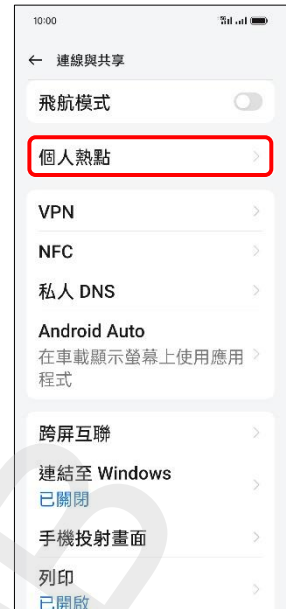 10:00
← 連線與共享
飛航模式
個人熱點
VPN
NFC
私人 DNS
Android Auto
在車載顯示螢幕上使用應用
程式
跨屏互聯
連結至 Windows
已關閉
手機投射畫面
列印
已開啟